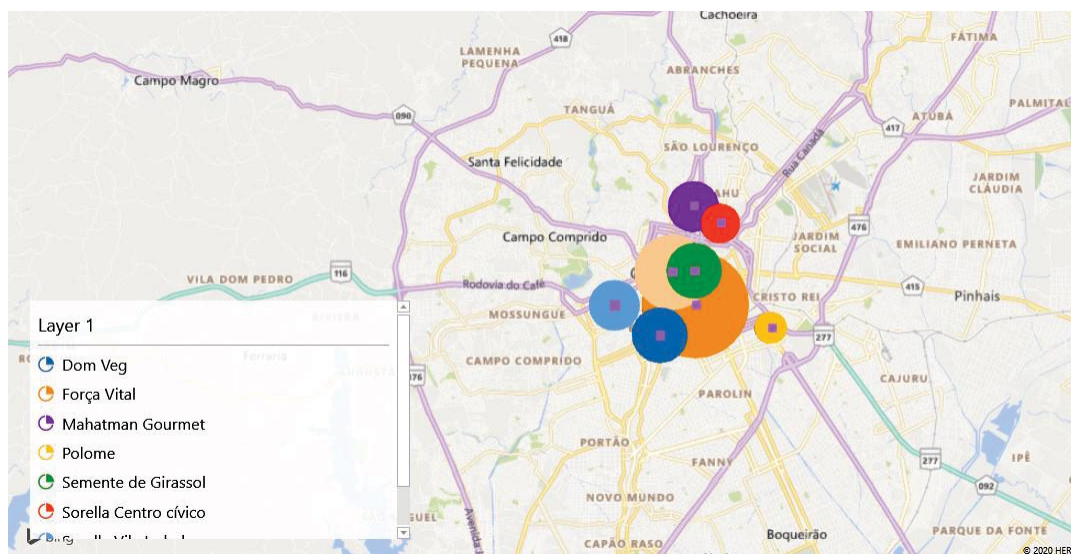 Cachoeira
418
FÁTIMA
LAMENHA
PEQUENA
ABRANCHES
Campo Magro
TANGUÁ
PALMITAL
090
ATUBÁ
417
Rua Canadá
SÃO LOURENÇO
Santa Felicidade
JARDIM
CLÁUDIA
AHU
476
Campo Comprido
JARDIM
SOCIAL
EMILIANO PERNETA
116
VILA DOM PEDRO
Rodovia do Café
415
CRISTO REI
Pinhais
MOSSUNGUE
Layer 1
277
CAMPO COMPRIDO
Dom Veg
376
CAJURU
Força Vital
PAROLIN
Mahatman Gourmet
PORTÃO
Polome
FANNY
277
IPÊ
Semente de Girassol
092
NOVO MUNDO
Sorella Centro cívico
Boqueirão
PARQUE DA FONTE
CAPÃO RASO
© 2020 HERE